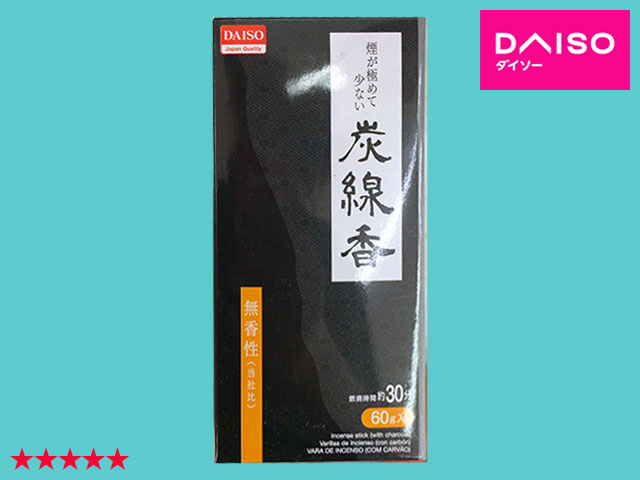 DAISO
Japan Quality
DAISO
ダイソー
煙が極めて
少ない
炭線香
無香性(当社比)
燃焼時間 約30分
60g入
Incense stick (with charcoal)
Varillas de incienso (con carbón)
VARA DE INCENSO (COM CARVÃO)